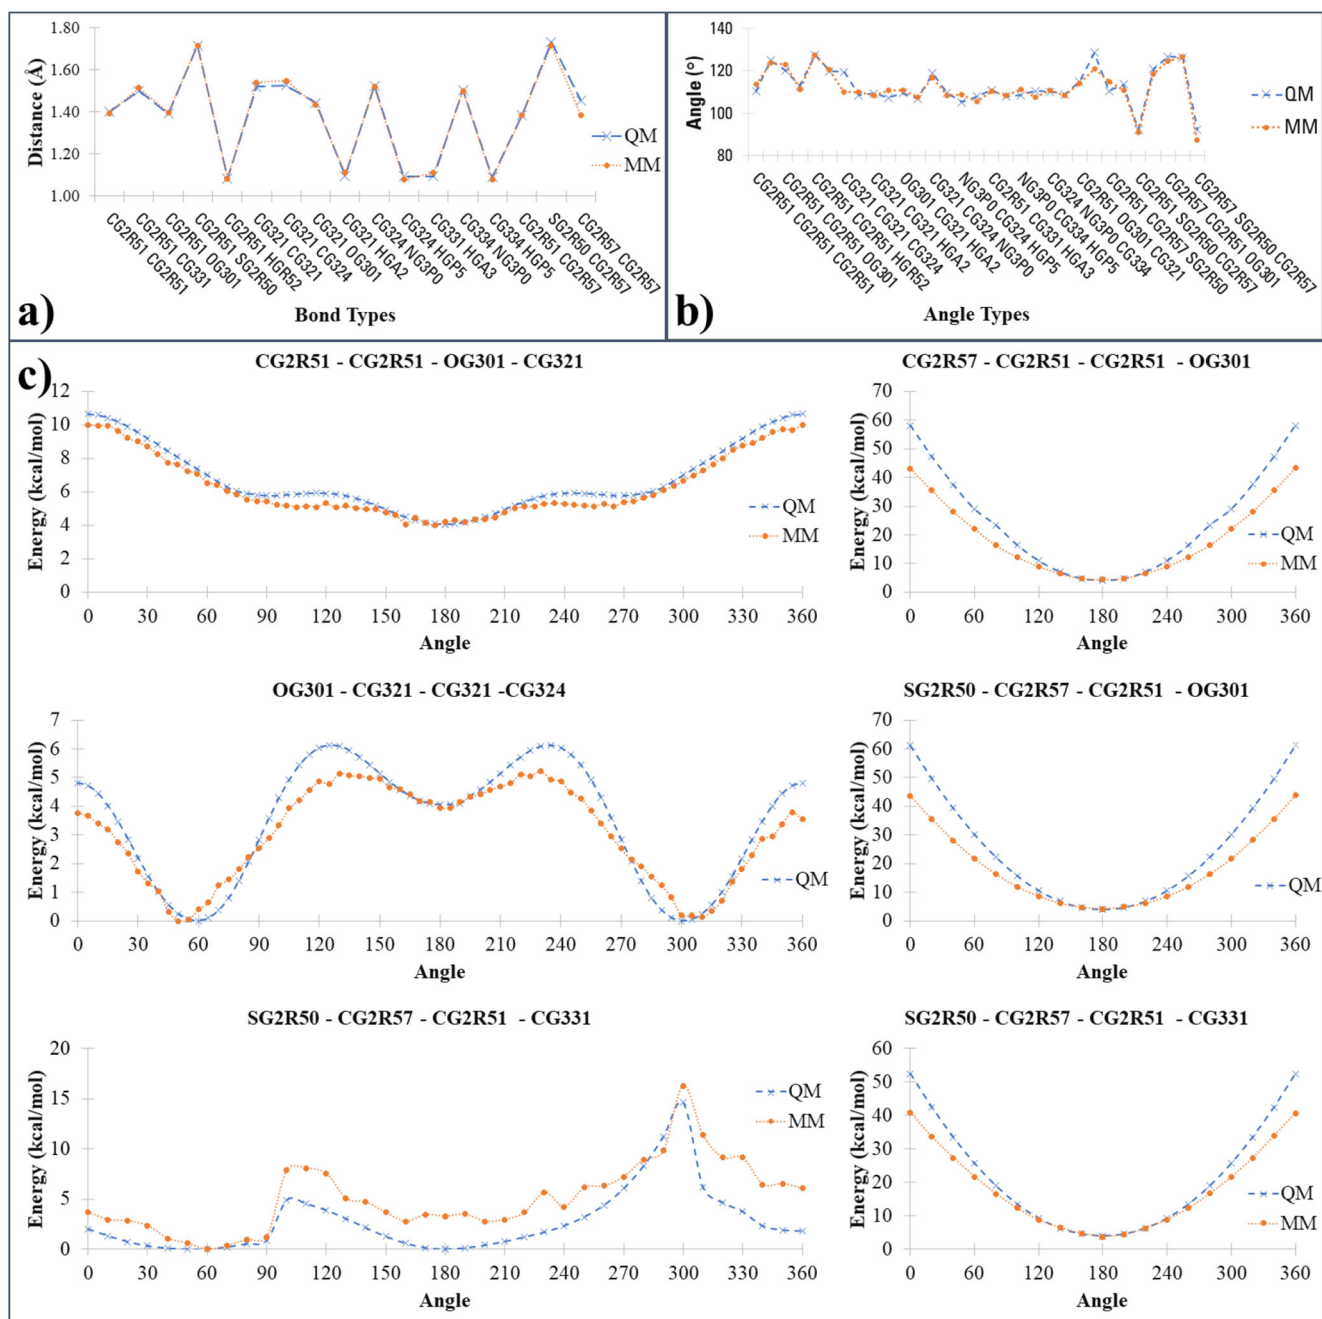 1.80
1.60
1.40
1.20
1.00
Distance (Å)
QM
MM
CG2R51 CG2R51
CG2R51 CG331
CG2R51 OG301
CG2R51 SG2R50
CG2R51 HGR52
CG321 CG321
CG321 CG324
CG321 OG301
CG321 HGA2
CG324 NG3P0
CG324 HGP5
CG331 HGA3
CG334 NG3P0
CG334 HGP5
CG2R51 CG2R57
SG2R50 CG2R57
CG2R57 CG2R57
a)
Bond Types
140
120
100
80
Angle (°)
QM
MM
CG2R51 CG2R51 CG2R51
CG2R51 CG2R51 OG301
CG2R51 CG2R51 HGR52
CG321 CG321 CG324
CG321 CG321 HGA2
OG301 CG321 HGA2
CG321 CG324 NG3P0
NG3P0 CG324 HGP5
CG2R51 CG331 HGA3
NG3P0 CG334 HGP5
CG324 NG3P0 CG334
CG2R51 OG301 CG321
CG2R51 CG2R57 SG2R50
CG2R51 SG2R50 CG2R57
CG2R57 CG2R51 OG301
CG2R57 SG2R50 CG2R57
b)
Angle Types
c)
CG2R51 - CG2R51 - OG301 - CG321
12
10
8
6
4
2
0
Energy (kcal/mol)
QM
MM
0 30 60 90 120 150 180 210 240 270 300 330 360
Angle
CG2R57 - CG2R51 - CG2R51 - OG301
70
60
50
40
30
20
10
0
Energy (kcal/mol)
QM
MM
0 60 120 180 240 300 360
Angle
OG301 - CG321 - CG321 -CG324
7
6
5
4
3
2
1
0
Energy (kcal/mol)
QM
0 30 60 90 120 150 180 210 240 270 300 330 360
Angle
SG2R50 - CG2R57 - CG2R51 - OG301
70
60
50
40
30
20
10
0
Energy (kcal/mol)
QM
0 60 120 180 240 300 360
Angle
SG2R50 - CG2R57 - CG2R51 - CG331
20
15
10
5
0
Energy (kcal/mol)
QM
MM
0 30 60 90 120 150 180 210 240 270 300 330 360
Angle
SG2R50 - CG2R57 - CG2R51 - CG331
60
50
40
30
20
10
0
Energy (kcal/mol)
QM
MM
0 60 120 180 240 300 360
Angle